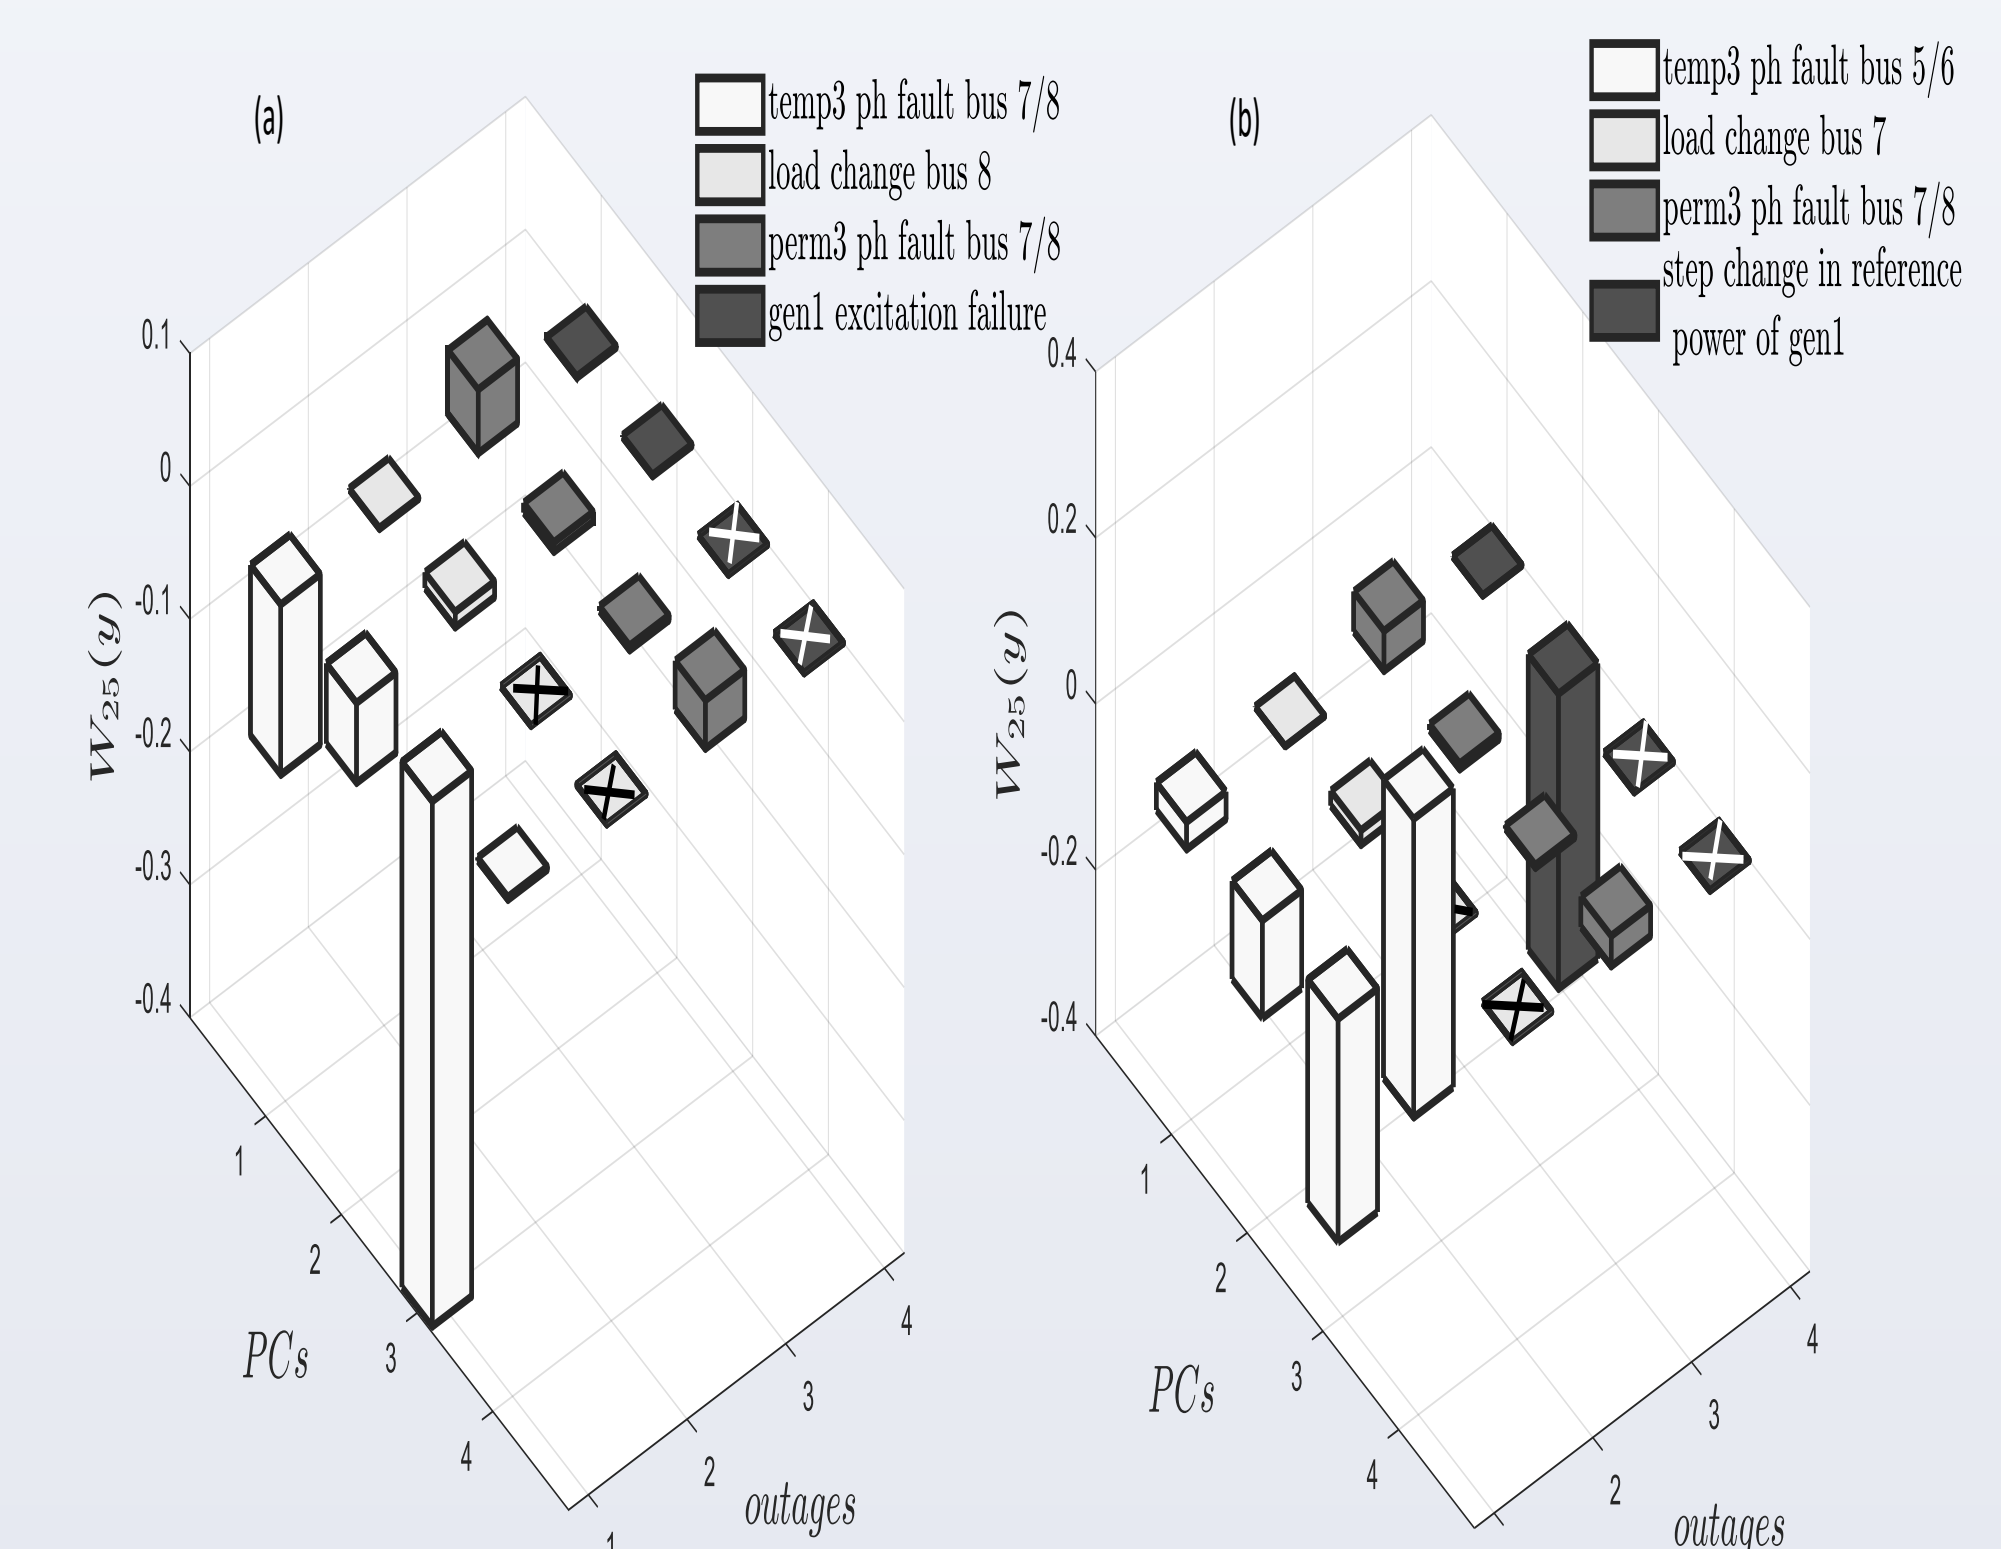 (a)
temp3 ph fault bus 7/8
load change bus 8
perm3 ph fault bus 7/8
gen1 excitation failure
0.1
0
-0.1
-0.2
-0.3
-0.4
W25(y)
1
2
3
4
PCs
1
2
3
4
outages
(b)
temp3 ph fault bus 5/6
load change bus 7
perm3 ph fault bus 7/8
step change in reference
power of gen1
0.4
0.2
0
-0.2
-0.4
W25(y)
1
2
3
4
PCs
2
3
4
outages